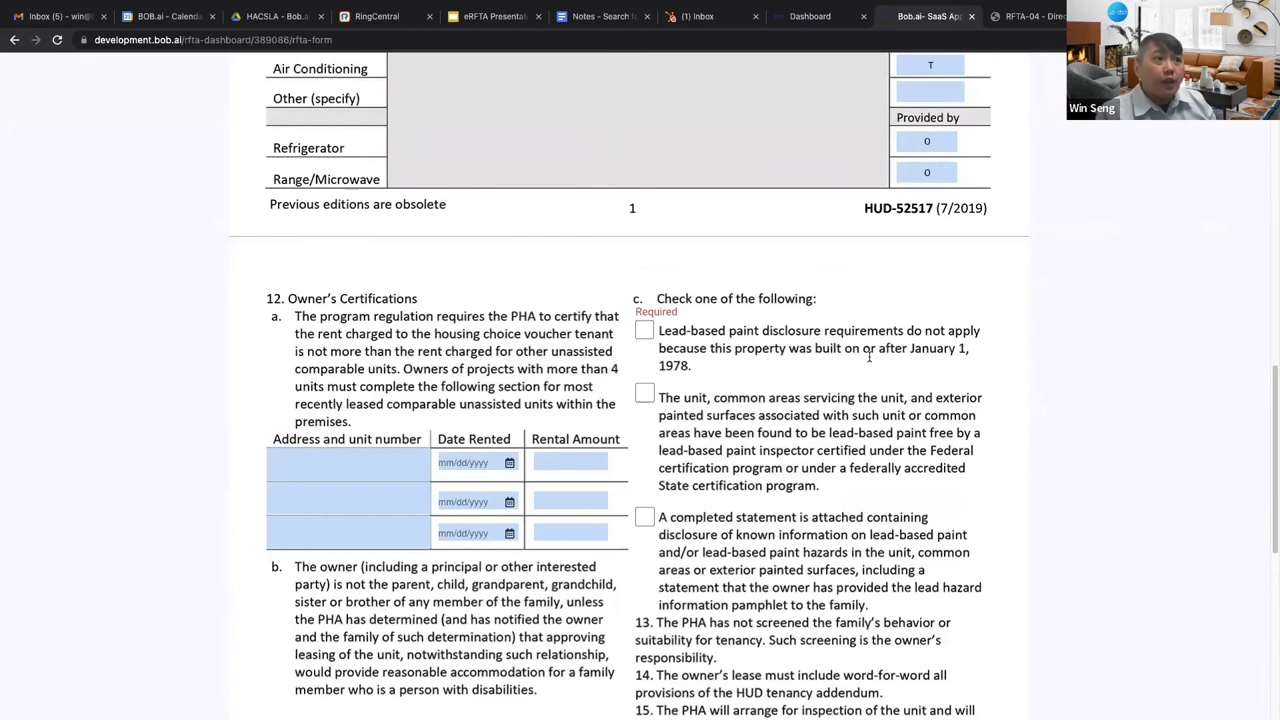 Inbox (5) - win@
BOB.ai - Calenda
HACSLA - Bob.ai
RingCentral
eRFTA Presentati
Notes - Search R
(1) Inbox
Dashboard
Bob.ai- SaaS App
RFTA-04 - Direc
development.bob.ai/rfta-dashboard/389086/rfta-form
Win Seng
Air Conditioning
T
Other (specify)
Provided by
Refrigerator
O
Range/Microwave
O
Previous editions are obsolete
1
HUD-52517 (7/2019)
12. Owner's Certifications
a. The program regulation requires the PHA to certify that
the rent charged to the housing choice voucher tenant
is not more than the rent charged for other unassisted
comparable units. Owners of projects with more than 4
units must complete the following section for most
recently leased comparable unassisted units within the
premises.
Address and unit number Date Rented Rental Amount
mm/dd/yyyy
mm/dd/yyyy
mm/dd/yyyy
b. The owner (including a principal or other interested
party) is not the parent, child, grandparent, grandchild,
sister or brother of any member of the family, unless
the PHA has determined (and has notified the owner
and the family of such determination) that approving
leasing of the unit, notwithstanding such relationship,
would provide reasonable accommodation for a family
member who is a person with disabilities.
c. Check one of the following:
Required
Lead-based paint disclosure requirements do not apply
because this property was built on or after January 1,
1978.
The unit, common areas servicing the unit, and exterior
painted surfaces associated with such unit or common
areas have been found to be lead-based paint free by a
lead-based paint inspector certified under the Federal
certification program or under a federally accredited
State certification program.
A completed statement is attached containing
disclosure of known information on lead-based paint
and/or lead-based paint hazards in the unit, common
areas or exterior painted surfaces, including a
statement that the owner has provided the lead hazard
information pamphlet to the family.
13. The PHA has not screened the family's behavior or
suitability for tenancy. Such screening is the owner's
responsibility.
14. The owner's lease must include word-for-word all
provisions of the HUD tenancy addendum.
15. The PHA will arrange for inspection of the unit and will